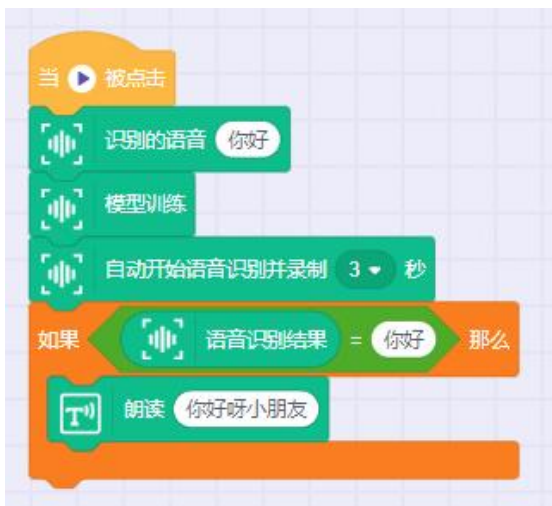 当 被点击
识别的语音 你好
模型训练
自动开始语音识别并录制 3 秒
如果 语音识别结果 = 你好 那么
T 朗读 你好呀小朋友